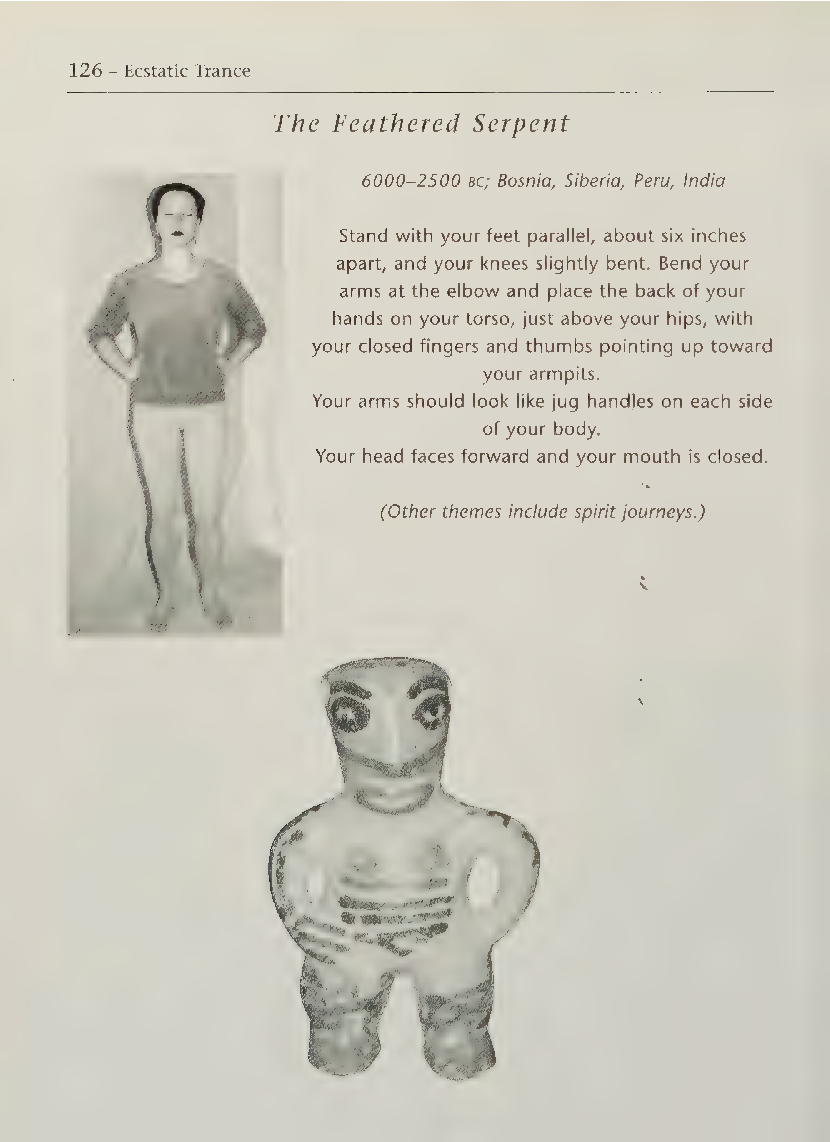 126 – Ecstatic Trance
The Feathered Serpent
6000–2500 BC; Bosnia, Siberia, Peru, India
Stand with your feet parallel, about six inches
apart, and your knees slightly bent. Bend your
arms at the elbow and place the back of your
hands on your torso, just above your hips, with
your closed fingers and thumbs pointing up toward
your armpits.
Your arms should look like jug handles on each side
of your body.
Your head faces forward and your mouth is closed.
(Other themes include spirit journeys.)